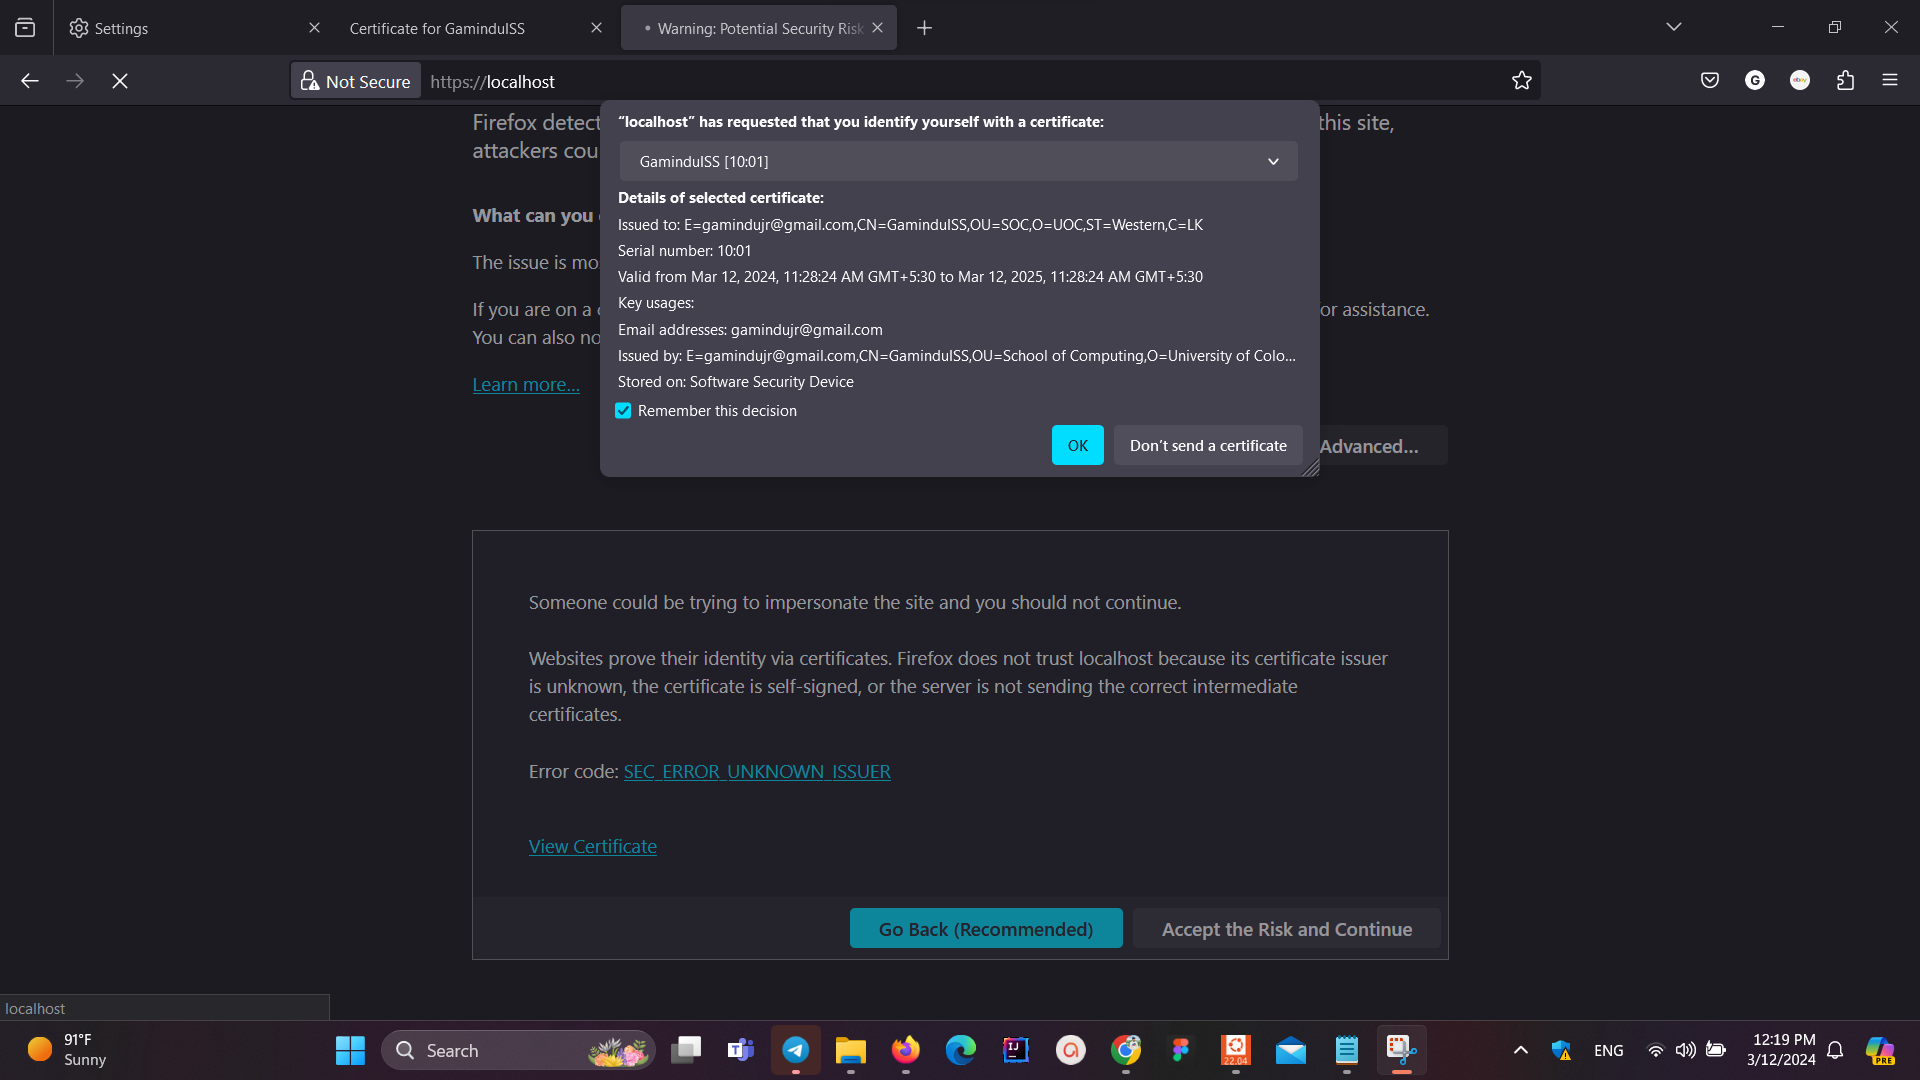 Settings
Certificate for GaminduISS
Warning: Potential Security Risk
Not Secure
https://localhost
“localhost” has requested that you identify yourself with a certificate:
GaminduISS [10:01]
Details of selected certificate:
Issued to: E=gamindujr@gmail.com,CN=GaminduISS,OU=SOC,O=UOC,ST=Western,C=LK
Serial number: 10:01
Valid from Mar 12, 2024, 11:28:24 AM GMT+5:30 to Mar 12, 2025, 11:28:24 AM GMT+5:30
Key usages:
Email addresses: gamindujr@gmail.com
Issued by: E=gamindujr@gmail.com,CN=GaminduISS,OU=School of Computing,O=University of Colo...
Stored on: Software Security Device
Remember this decision
OK
Don’t send a certificate
Firefox detect
this site,
attackers cou
What can you
The issue is mo
If you are on a
or assistance.
You can also no
Learn more...
Advanced...
Someone could be trying to impersonate the site and you should not continue.
Websites prove their identity via certificates. Firefox does not trust localhost because its certificate issuer
is unknown, the certificate is self-signed, or the server is not sending the correct intermediate
certificates.
Error code: SEC_ERROR_UNKNOWN_ISSUER
View Certificate
Go Back (Recommended)
Accept the Risk and Continue
localhost
91°F
Sunny
Search
22.04
ENG
12:19 PM
3/12/2024
PRE